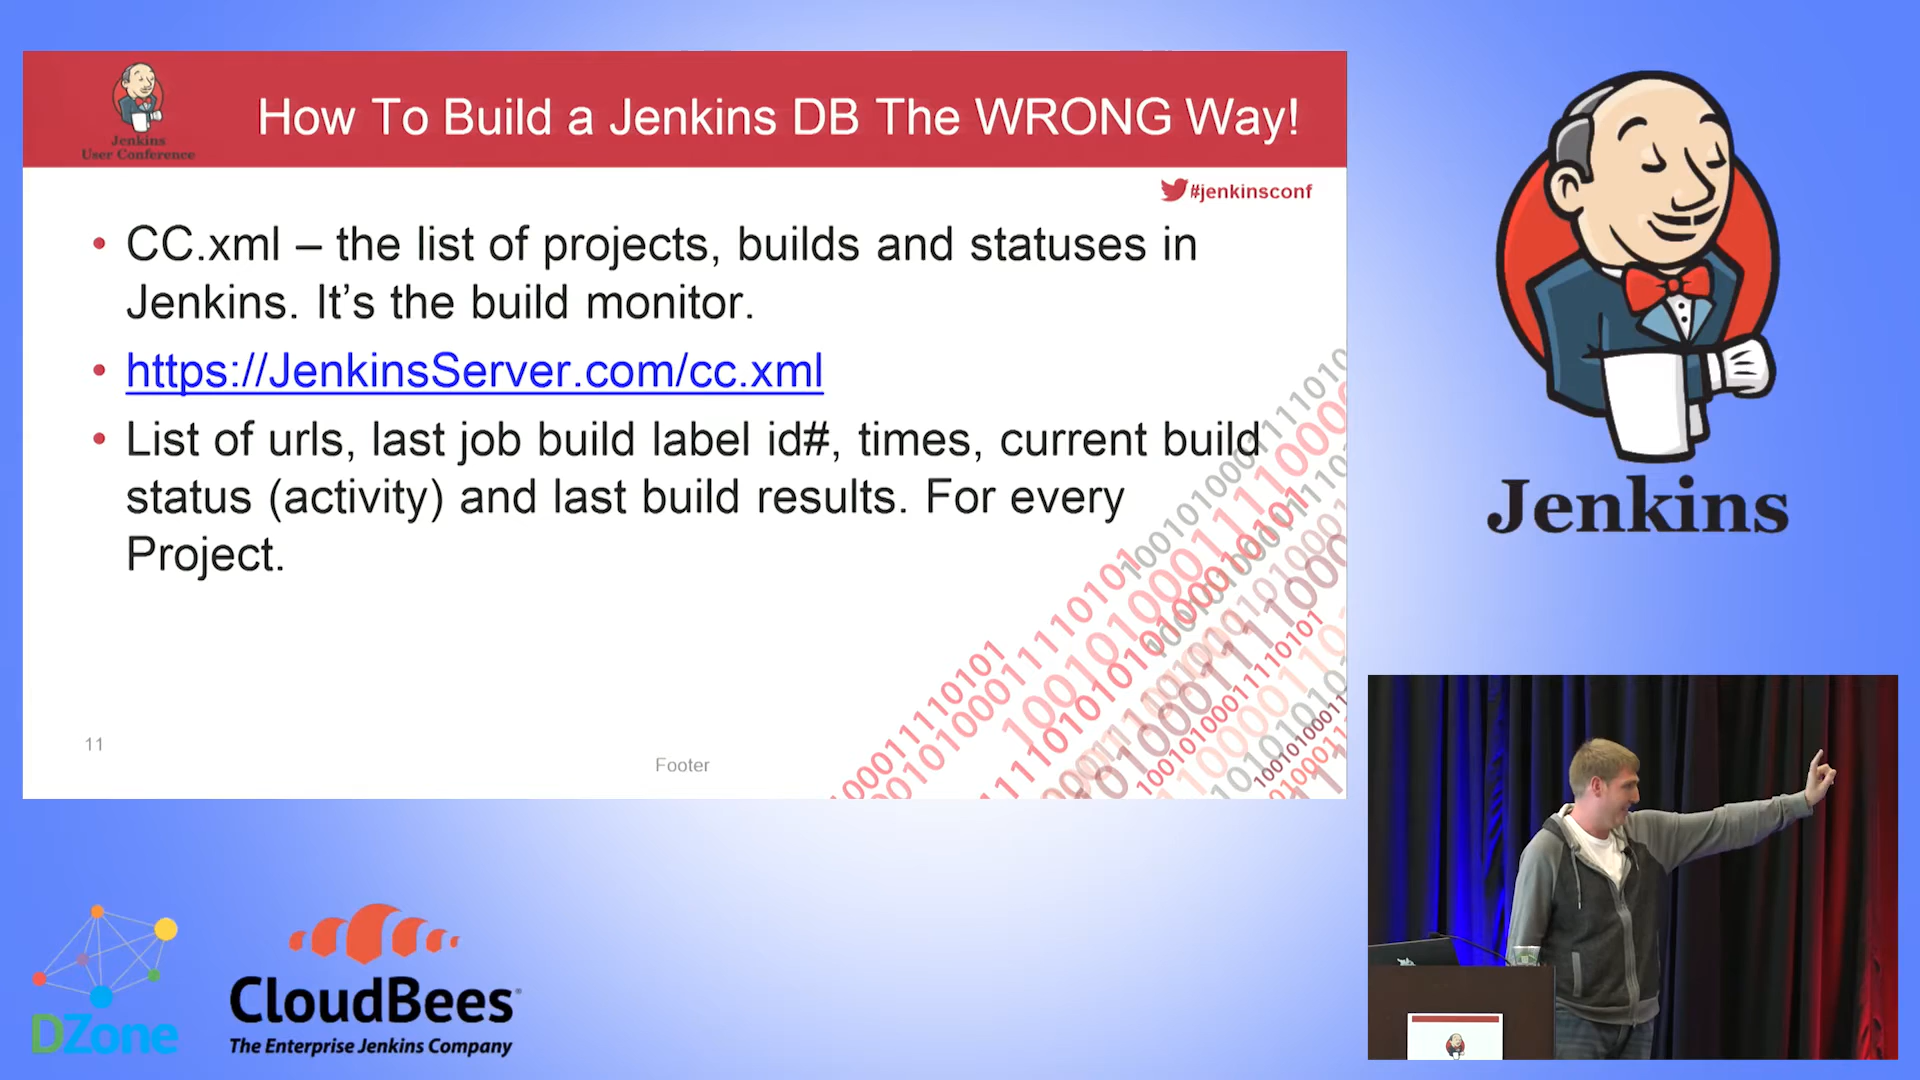 Jenkins
User Conference
How To Build a Jenkins DB The WRONG Way!
#jenkinsconf
• CC.xml – the list of projects, builds and statuses in
Jenkins. It’s the build monitor.
• https://JenkinsServer.com/cc.xml
• List of urls, last job build label id#, times, current build
status (activity) and last build results. For every
Project.
11
Footer
Jenkins
DZone
CloudBees
The Enterprise Jenkins Company